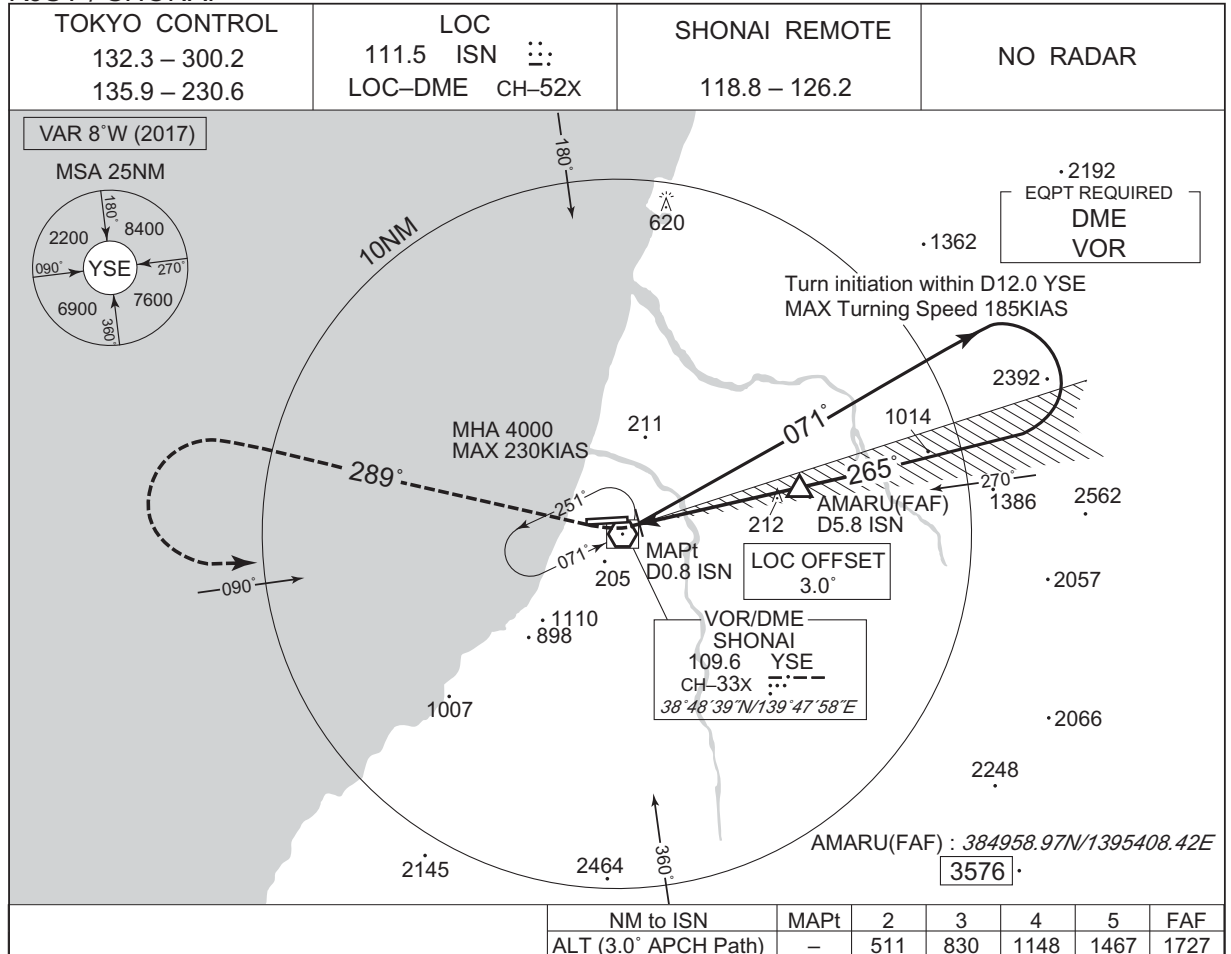 TOKYO CONTROL
132.3 – 300.2
135.9 – 230.6
LOC
111.5 ISN
LOC–DME CH–52X
SHONAI REMOTE
118.8 – 126.2
NO RADAR
VAR 8°W (2017)
MSA 25NM
180°
2200
8400
090°
YSE
270°
6900
7600
360°
10NM
180°
620
2192
EQPT REQUIRED
DME
VOR
1362
Turn initiation within D12.0 YSE
MAX Turning Speed 185KIAS
2392
1014
071°
211
MHA 4000
MAX 230KIAS
289°
265°
270°
1386
2562
251°
071°
AMARU(FAF)
D5.8 ISN
212
MAPt
D0.8 ISN
LOC OFFSET
3.0°
205
090°
2057
1110
898
VOR/DME
SHONAI
109.6 YSE
CH–33X
38°48′39″N/139°47′58″E
1007
2066
2248
360°
AMARU(FAF) : 384958.97N/1395408.42E
2145
2464
3576
NM to ISN MAPt 2 3 4 5 FAF
ALT (3.0° APCH Path) – 511 830 1148 1467 1727